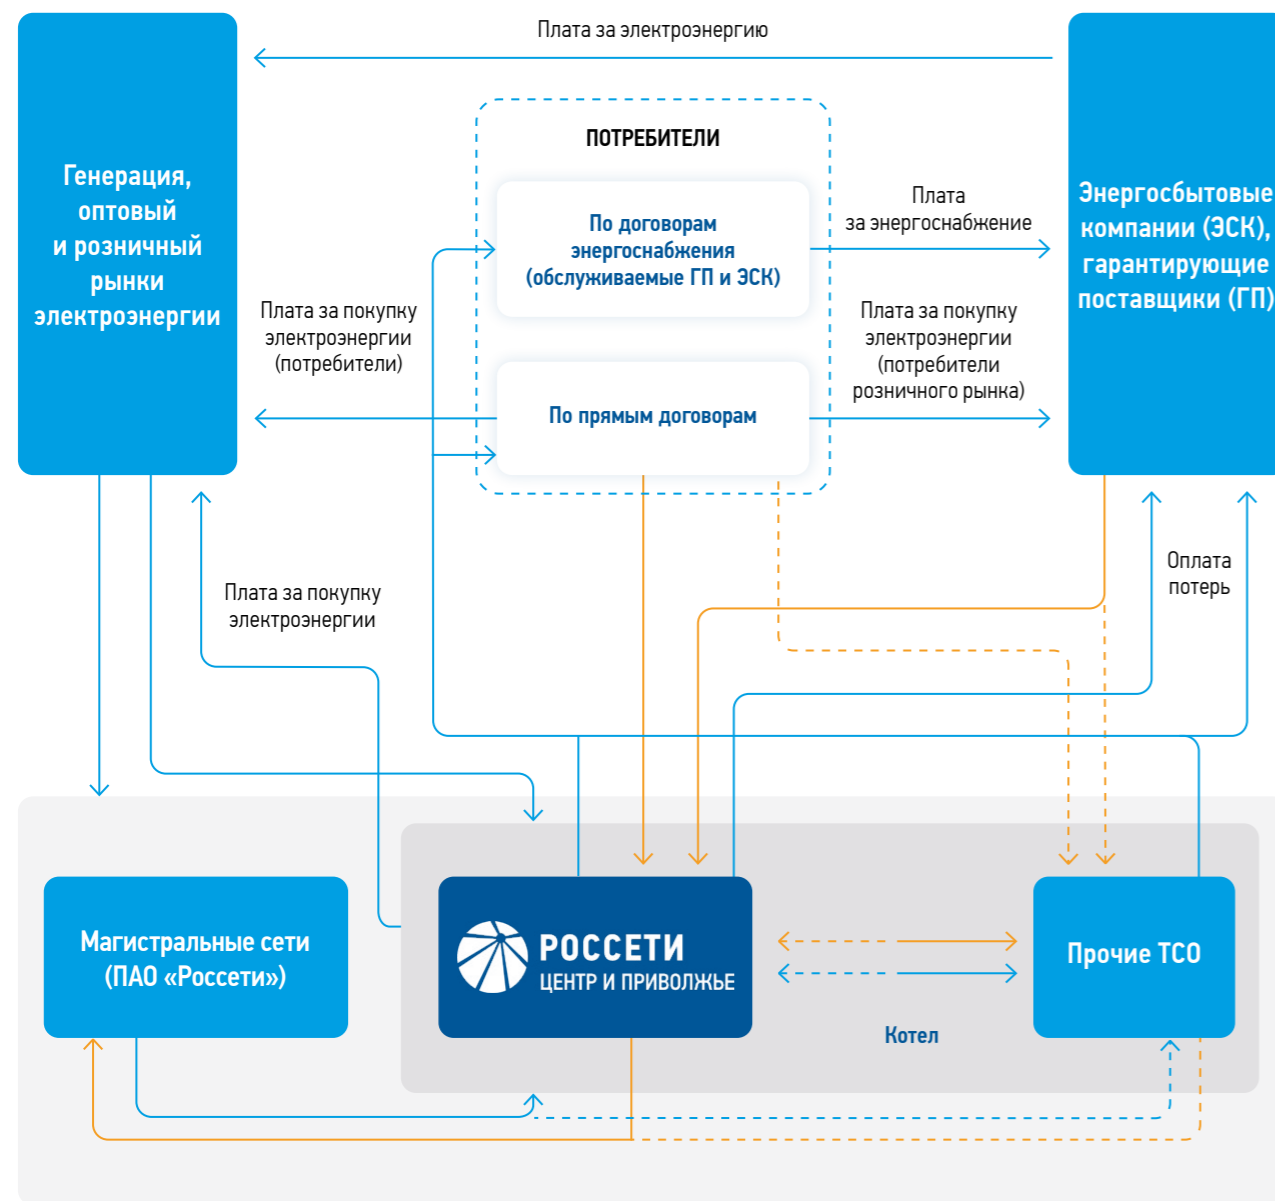 Плата за электроэнергию
ПОТРЕБИТЕЛИ
Генерация,
оптовый
и розничный
рынки
электроэнергии
По договорам
энергоснабжения
(обслуживаемые ГП и ЭСК)
Плата
за энергоснабжение
Энергосбытовые
компании (ЭСК),
гарантирующие
поставщики (ГП)
Плата за покупку
электроэнергии
(потребители)
По прямым договорам
Плата за покупку
электроэнергии
(потребители
розничного рынка)
Плата за покупку
электроэнергии
Оплата
потерь
Магистральные сети
(ПАО «Россети»)
РОССЕТИ
ЦЕНТР И ПРИВОЛЖЬЕ
Прочие ТСО
Котел